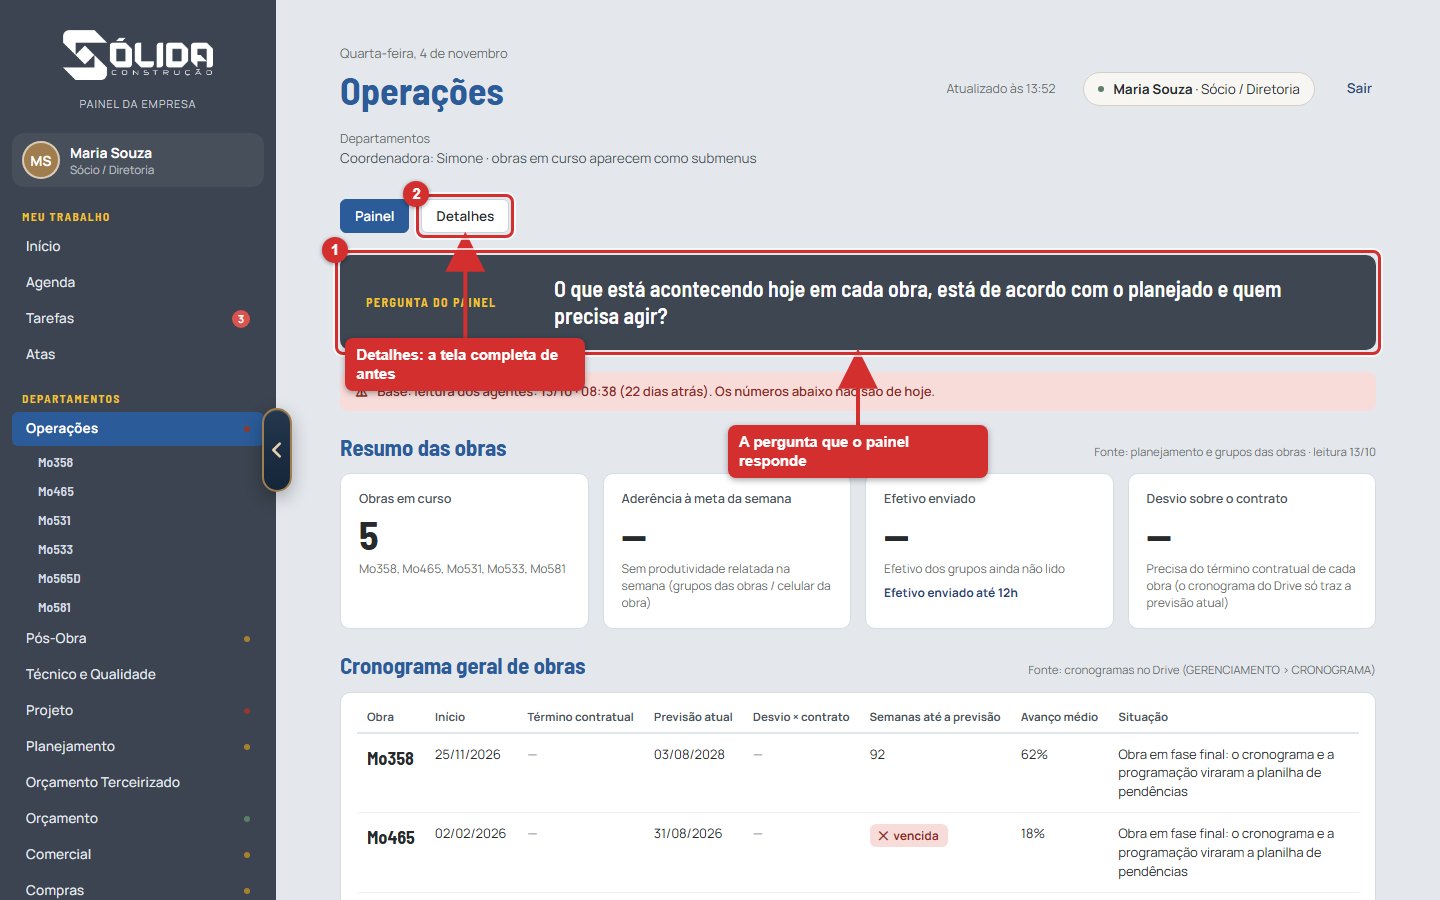 SÓLIDA
CONSTRUÇÃO
PAINEL DA EMPRESA
MS
Maria Souza
Sócio / Diretoria
MEU TRABALHO
Início
Agenda
Tarefas
3
Atas
DEPARTAMENTOS
Operações
Mo358
Mo465
Mo531
Mo533
Mo565D
Mo581
Pós-Obra
Técnico e Qualidade
Projeto
Planejamento
Orçamento Terceirizado
Orçamento
Comercial
Compras
Quarta-feira, 4 de novembro
Operações
Atualizado às 13:52
Maria Souza · Sócio / Diretoria
Sair
Departamentos
Coordenadora: Simone · obras em curso aparecem como submenus
Painel
2
Detalhes
1
PERGUNTA DO PAINEL
O que está acontecendo hoje em cada obra, está de acordo com o planejado e quem
precisa agir?
Detalhes: a tela completa de
antes
Base: leitura dos agentes: 13/10 · 08:38 (22 dias atrás). Os números abaixo não são de hoje.
A pergunta que o painel
responde
Resumo das obras
Fonte: planejamento e grupos das obras · leitura 13/10
Obras em curso
5
Mo358, Mo465, Mo531, Mo533, Mo581
Aderência à meta da semana
—
Sem produtividade relatada na
semana (grupos das obras / celular da
obra)
Efetivo enviado
—
Efetivo dos grupos ainda não lido
Efetivo enviado até 12h
Desvio sobre o contrato
—
Precisa do término contratual de cada
obra (o cronograma do Drive só traz a
previsão atual)
Cronograma geral de obras
Fonte: cronogramas no Drive (GERENCIAMENTO > CRONOGRAMA)
Obra Início Término contratual Previsão atual Desvio × contrato Semanas até a previsão Avanço médio Situação
Mo358 25/11/2026 — 03/08/2028 — 92 62% Obra em fase final: o cronograma e a
programação viraram a planilha de
pendências
Mo465 02/02/2026 — 31/08/2026 — × vencida 18% Obra em fase final: o cronograma e a
programação viraram a planilha de
pendências